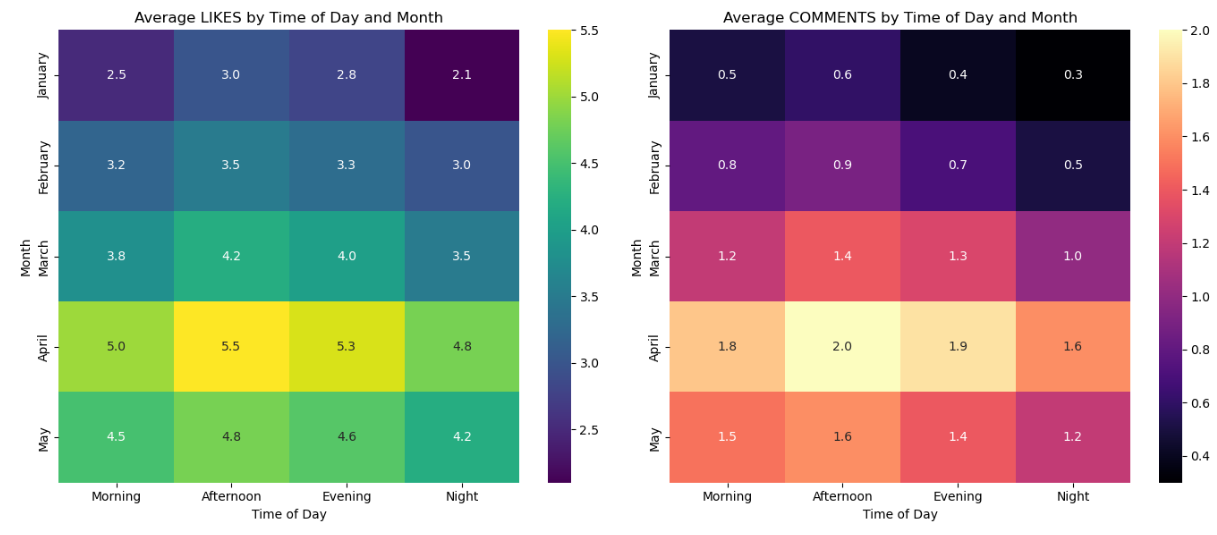 Average LIKES by Time of Day and Month
January 2.5 3.0 2.8 2.1
February 3.2 3.5 3.3 3.0
March 3.8 4.2 4.0 3.5
April 5.0 5.5 5.3 4.8
May 4.5 4.8 4.6 4.2
Month
Morning Afternoon Evening Night
Time of Day
5.5
5.0
4.5
4.0
3.5
3.0
2.5
Average COMMENTS by Time of Day and Month
January 0.5 0.6 0.4 0.3
February 0.8 0.9 0.7 0.5
March 1.2 1.4 1.3 1.0
April 1.8 2.0 1.9 1.6
May 1.5 1.6 1.4 1.2
Month
Morning Afternoon Evening Night
Time of Day
2.0
1.8
1.6
1.4
1.2
1.0
0.8
0.6
0.4